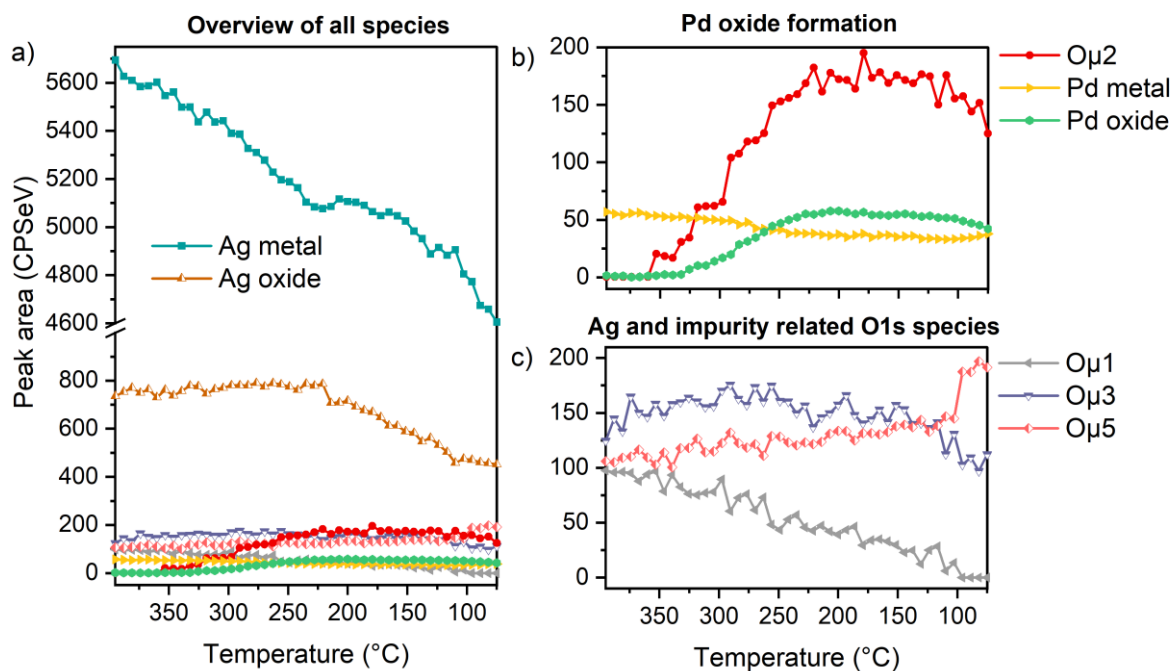 Overview of all species
a)
5600
5400
5200
5000
4800
4600
800
600
400
200
0
Peak area (CPSeV)
Ag metal
Ag oxide
350 300 250 200 150 100
Temperature (°C)
Pd oxide formation
b)
200
150
100
50
0
Oμ2
Pd metal
Pd oxide
Ag and impurity related O1s species
c)
200
150
100
50
0
Oμ1
Oμ3
Oμ5
350 300 250 200 150 100
Temperature (°C)